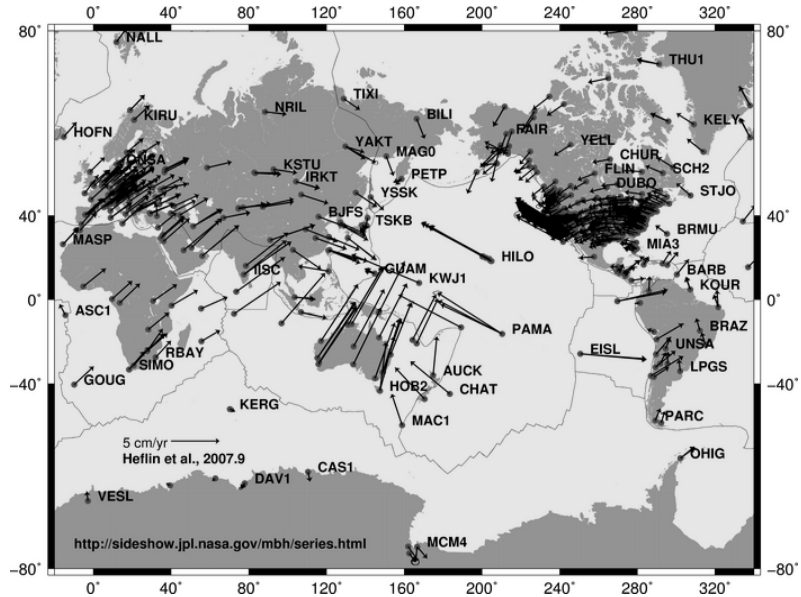 0° 40° 80° 120° 160° 200° 240° 280° 320°
80° 80°
NALL
THU1
TIXI
NRIL
BILI
KIRU
KELY
HOFN
FAIR
YAKT
YELL
MAG0
CHUR
KSTU
FLIN SCH2
IRKT
PETP
DUBO
YSSK
STJO
40° 40°
BJFS
TSKB
BRMU
MASP
MIA3
HILO
IISC
GUAM
BARB
KWJ1
KOUR
0° 0°
ASC1
PAMA
BRAZ
EISL
UNSA
RBAY
SIMO
LPGS
AUCK
GOUG
HOB2
CHAT
−40° −40°
KERG
MAC1
PARC
5 cm/yr
Heflin et al., 2007.9
OHIG
CAS1
DAV1
VESL
http://sideshow.jpl.nasa.gov/mbh/series.html
MCM4
−80° −80°
0° 40° 80° 120° 160° 200° 240° 280° 320°